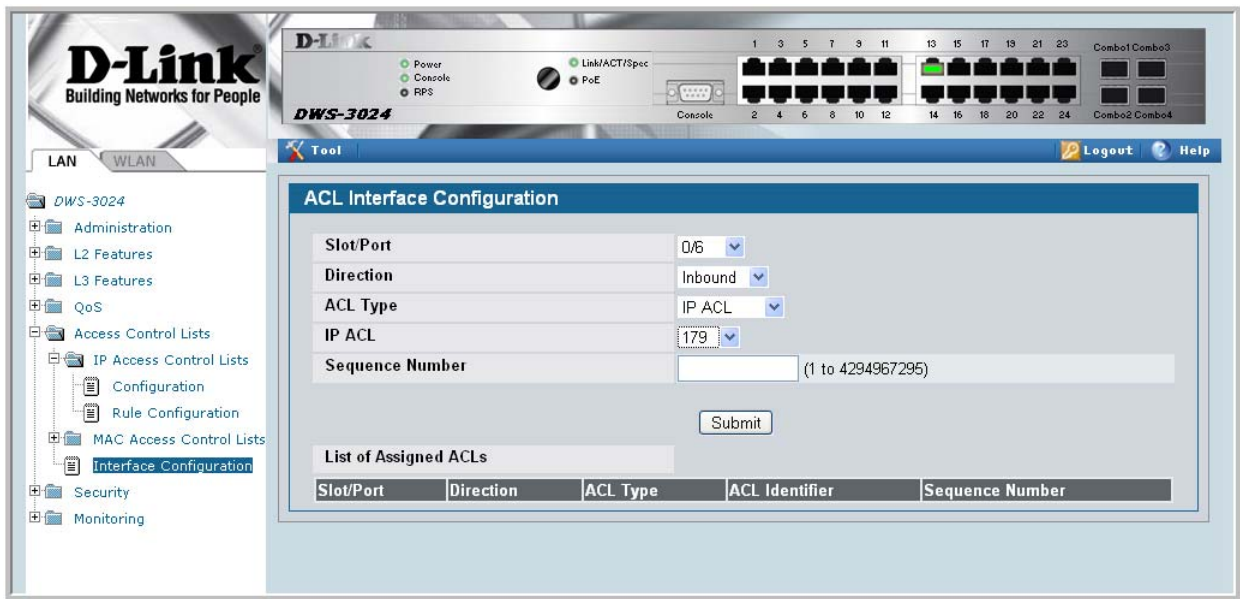 D-Link
Building Networks for People
D-Link
Power
Console
RPS
Link/ACT/Spec
PoE
DWS-3024
Console
1 3 5 7 9 11
13 15 17 19 21 23
Combo1 Combo3
2 4 6 8 10 12
14 16 18 20 22 24
Combo2 Combo4
LAN
WLAN
Tool
Logout
Help
DWS-3024
Administration
L2 Features
L3 Features
QoS
Access Control Lists
IP Access Control Lists
Configuration
Rule Configuration
MAC Access Control Lists
Interface Configuration
Security
Monitoring
ACL Interface Configuration
Slot/Port 0/6
Direction Inbound
ACL Type IP ACL
IP ACL 179
Sequence Number (1 to 4294967295)
Submit
List of Assigned ACLs
Slot/Port Direction ACL Type ACL Identifier Sequence Number